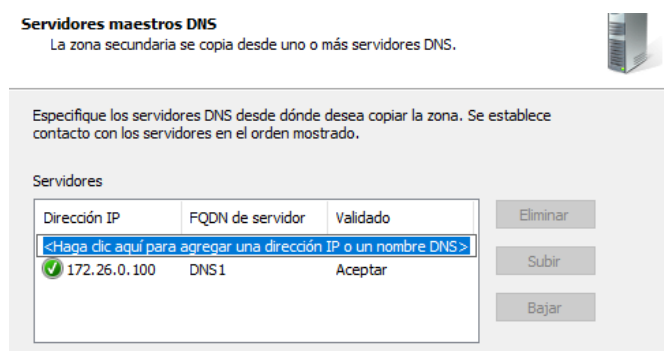 Servidores maestros DNS
La zona secundaria se copia desde uno o más servidores DNS.
Especifique los servidores DNS desde dónde desea copiar la zona. Se establece
contacto con los servidores en el orden mostrado.
Servidores
Dirección IP FQDN de servidor Validado
<Haga clic aquí para agregar una dirección IP o un nombre DNS>
172.26.0.100 DNS1 Aceptar
Eliminar
Subir
Bajar